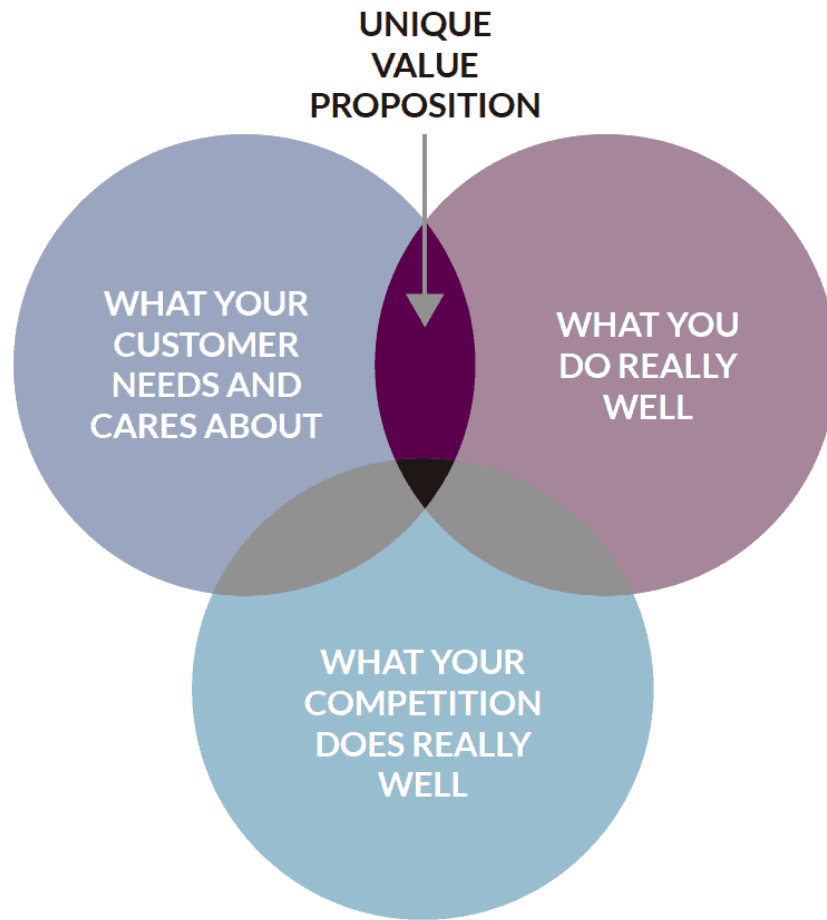 UNIQUE
VALUE
PROPOSITION
WHAT YOUR
CUSTOMER
NEEDS AND
CARES ABOUT
WHAT YOU
DO REALLY
WELL
WHAT YOUR
COMPETITION
DOES REALLY
WELL